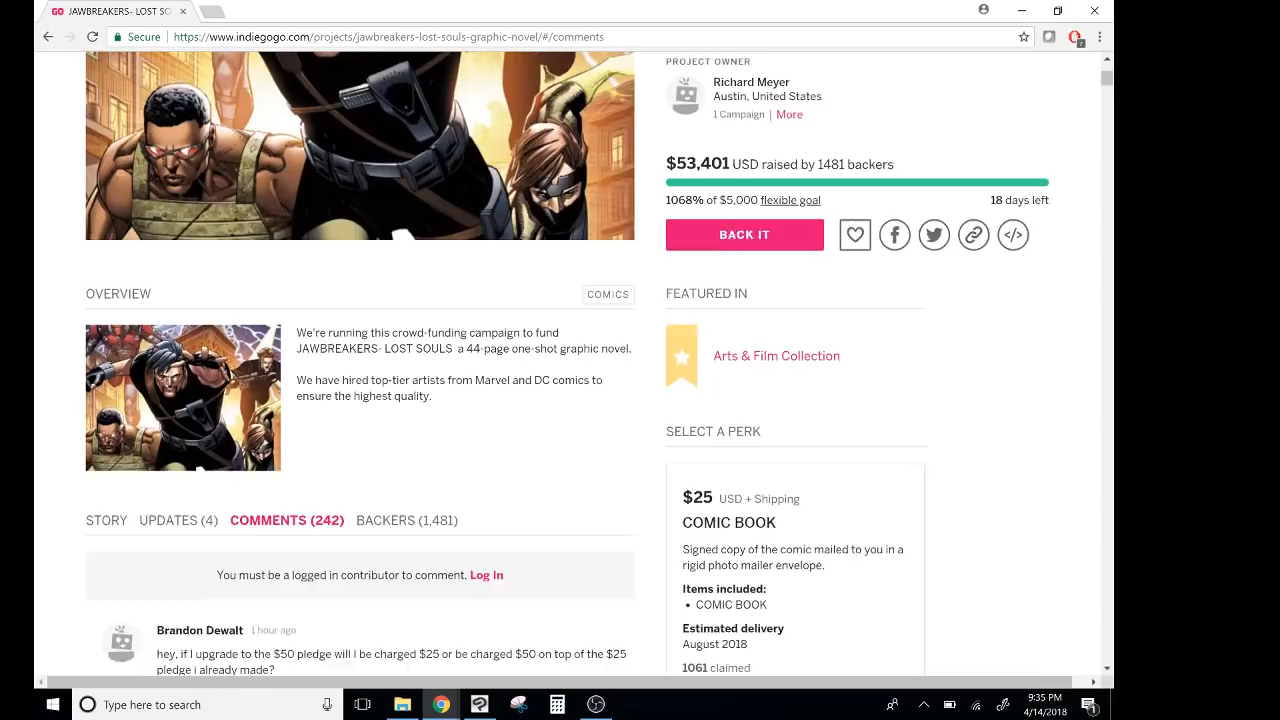 GO JAWBREAKERS- LOST SO
Secure https://www.indiegogo.com/projects/jawbreakers-lost-souls-graphic-novel/#/comments
7
PROJECT OWNER
Richard Meyer
Austin, United States
1 Campaign | More
$53,401 USD raised by 1481 backers
1068% of $5,000 flexible goal
18 days left
BACK IT
OVERVIEW
COMICS
We're running this crowd-funding campaign to fund
JAWBREAKERS- LOST SOULS a 44-page one-shot graphic novel.
We have hired top-tier artists from Marvel and DC comics to
ensure the highest quality.
FEATURED IN
Arts & Film Collection
SELECT A PERK
$25 USD + Shipping
COMIC BOOK
Signed copy of the comic mailed to you in a
rigid photo mailer envelope.
Items included:
• COMIC BOOK
Estimated delivery
August 2018
1061 claimed
STORY UPDATES (4) COMMENTS (242) BACKERS (1,481)
You must be a logged in contributor to comment. Log In
Brandon Dewalt 1 hour ago
hey, if I upgrade to the $50 pledge will I be charged $25 or be charged $50 on top of the $25
pledge i already made?
Type here to search
9:35 PM
4/14/2018
1